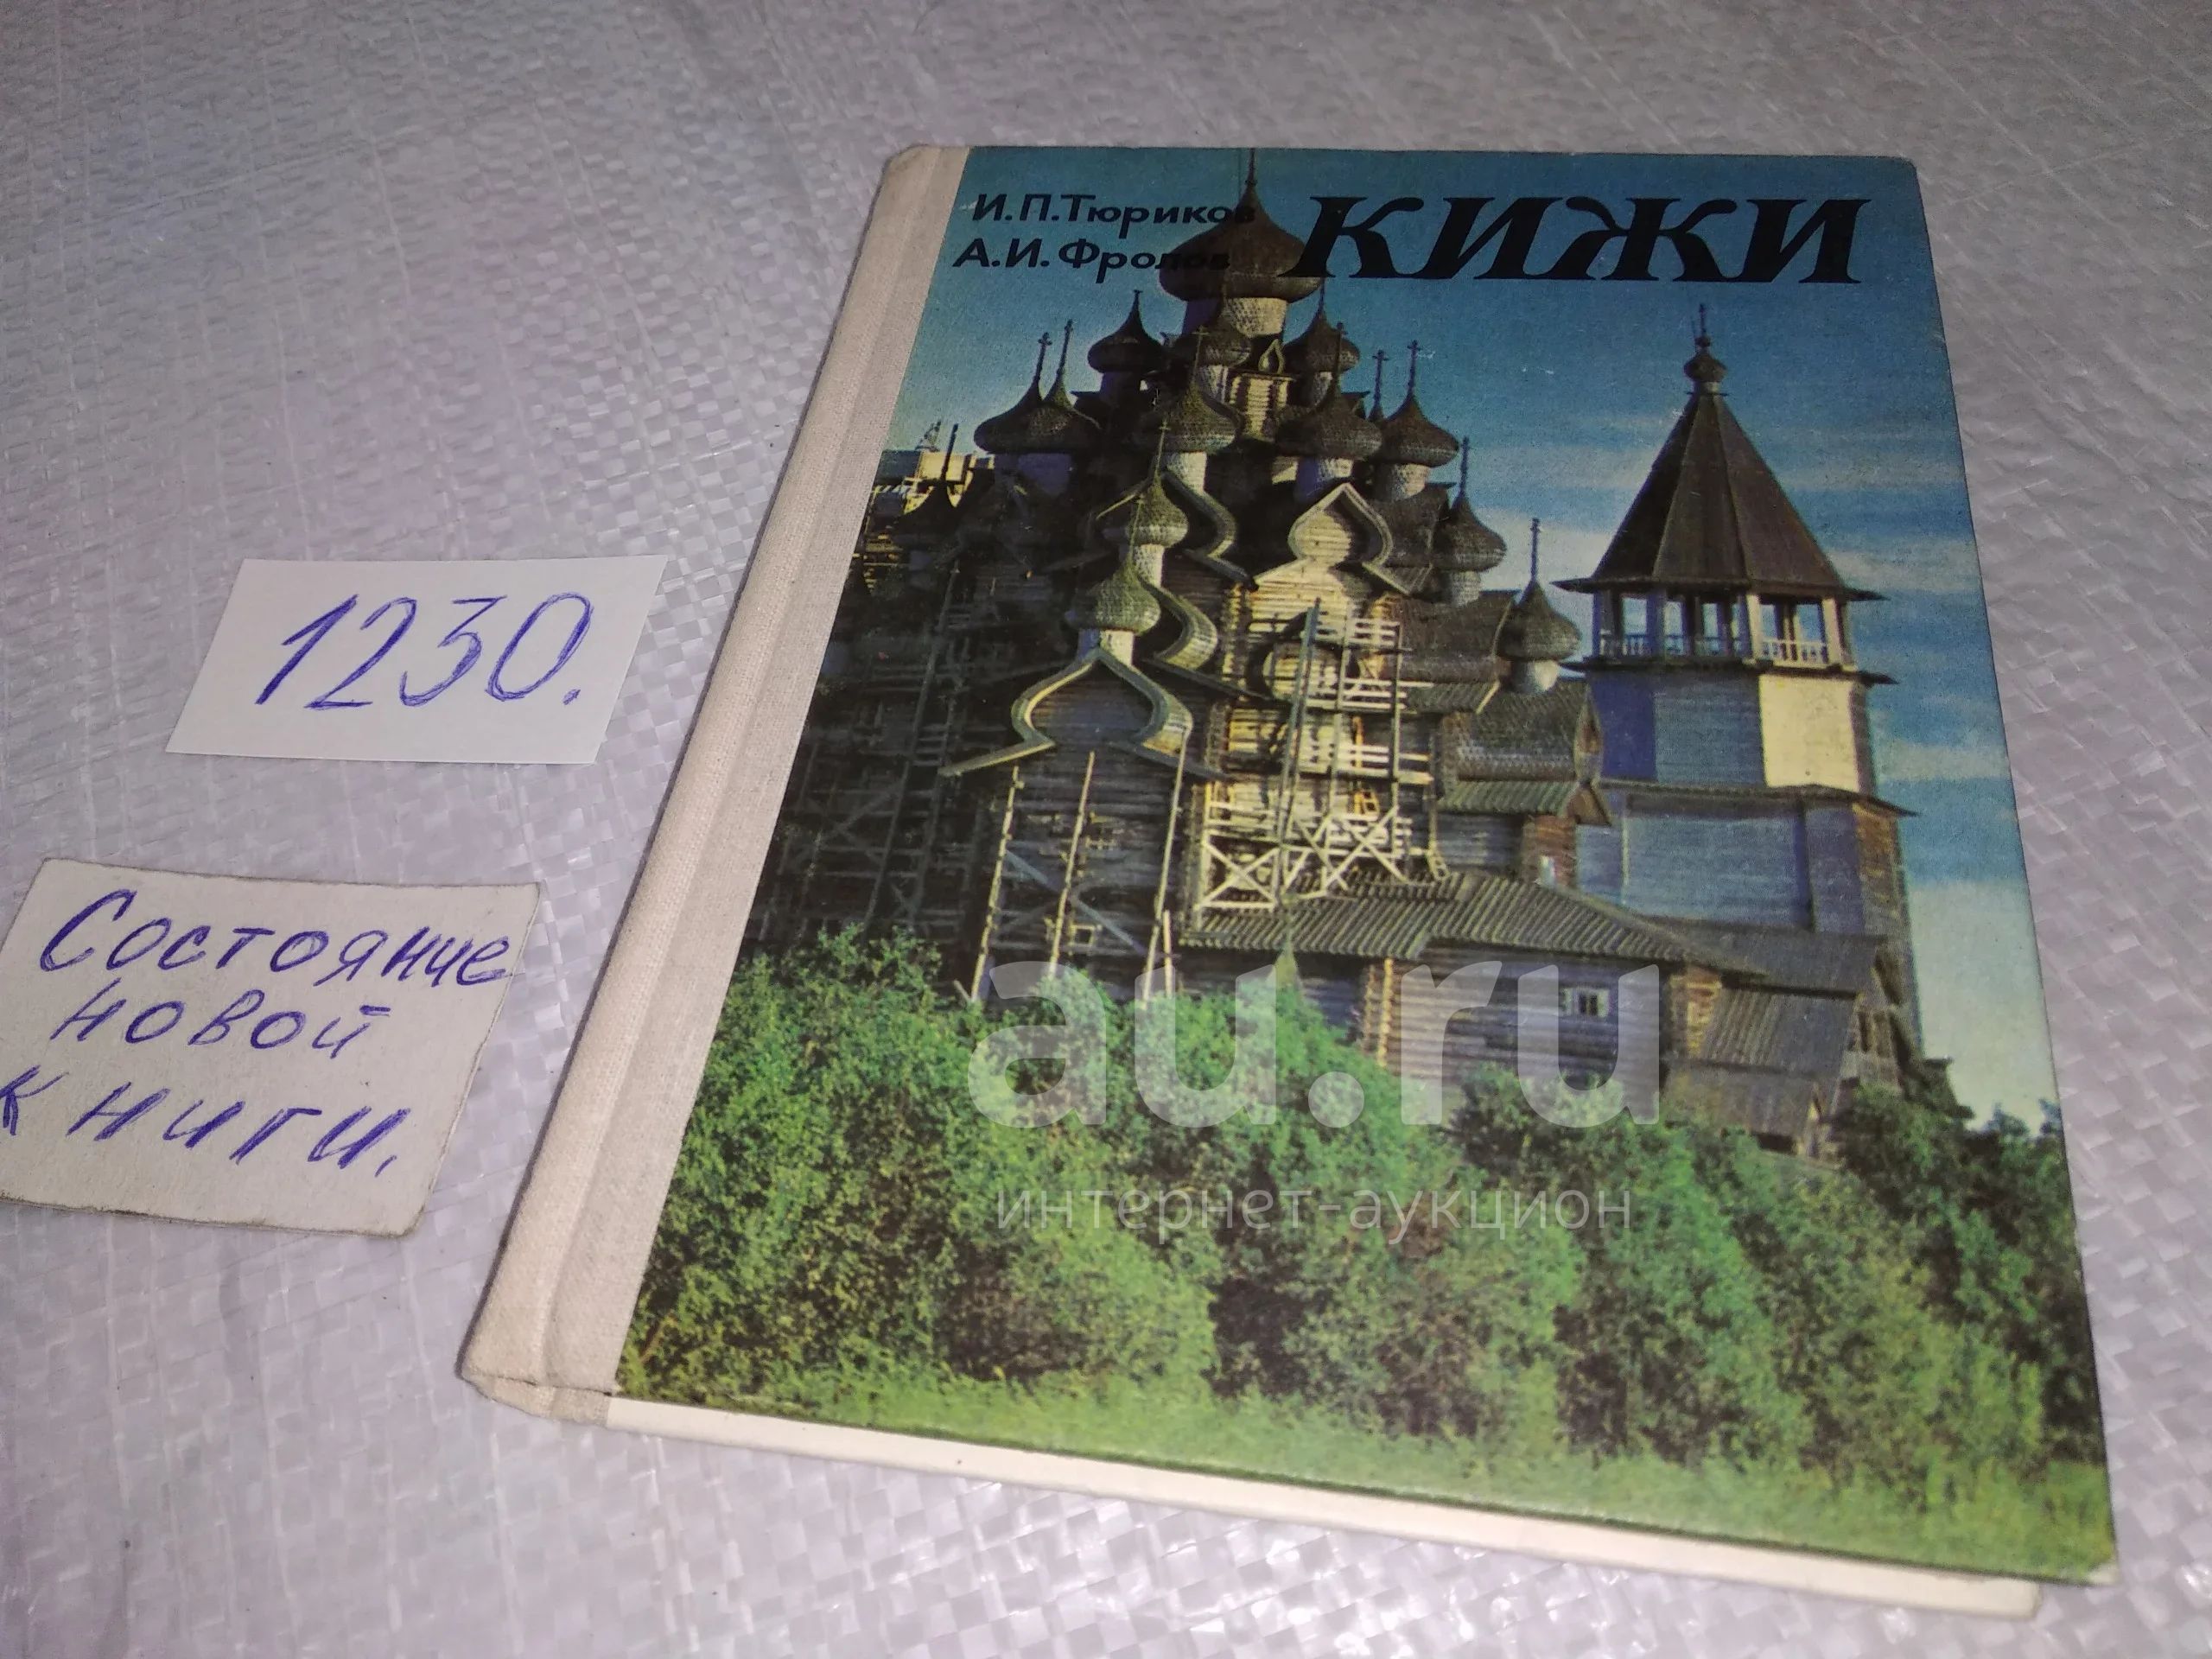 И.П.Тюриков
А.И.Фролов
КИЖИ
1230.
Состояние
новой
книги.
au.ru
интернет-аукцион